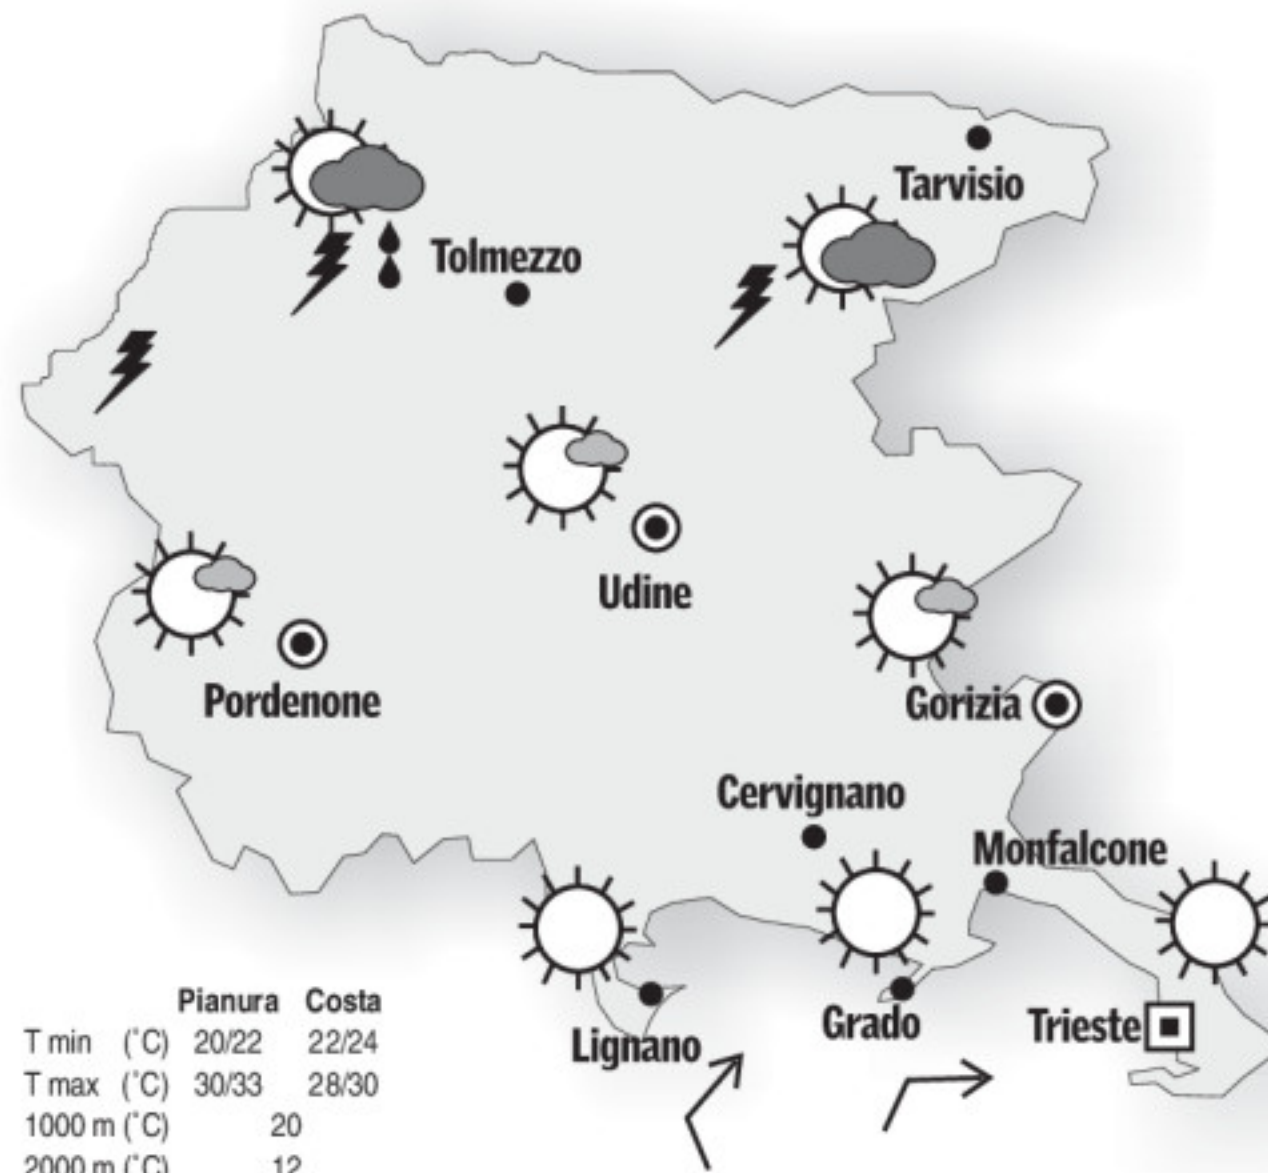 Tarvisio
Tolmezzo
Udine
Pordenone
Gorizia
Cervignano
Monfalcone
Pianura Costa
T min (°C) 20/22 22/24
T max (°C) 30/33 28/30
1000 m (°C) 20
2000 m (°C) 12
Lignano
Grado
Trieste